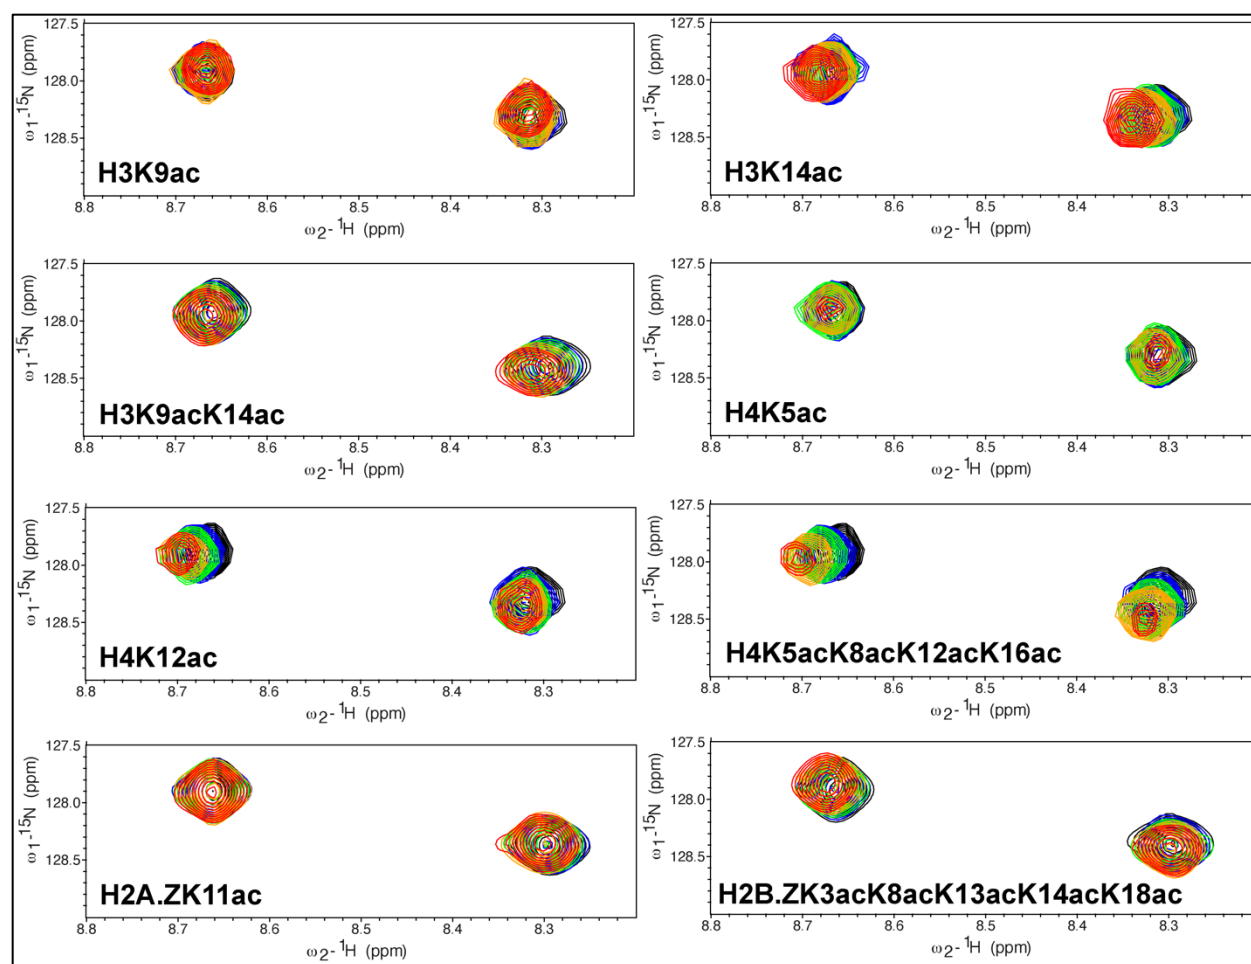 127.5
128.0
128.5
ω1-15N (ppm)
H3K9ac
8.8 8.7 8.6 8.5 8.4 8.3
ω2-1H (ppm)
127.5
128.0
128.5
ω1-15N (ppm)
H3K14ac
8.8 8.7 8.6 8.5 8.4 8.3
ω2-1H (ppm)
127.5
128.0
128.5
ω1-15N (ppm)
H3K9acK14ac
8.8 8.7 8.6 8.5 8.4 8.3
ω2-1H (ppm)
127.5
128.0
128.5
ω1-15N (ppm)
H4K5ac
8.8 8.7 8.6 8.5 8.4 8.3
ω2-1H (ppm)
127.5
128.0
128.5
ω1-15N (ppm)
H4K12ac
8.8 8.7 8.6 8.5 8.4 8.3
ω2-1H (ppm)
127.5
128.0
128.5
ω1-15N (ppm)
H4K5acK8acK12acK16ac
8.8 8.7 8.6 8.5 8.4 8.3
ω2-1H (ppm)
127.5
128.0
128.5
ω1-15N (ppm)
H2A.ZK11ac
8.8 8.7 8.6 8.5 8.4 8.3
ω2-1H (ppm)
127.5
128.0
128.5
ω1-15N (ppm)
H2B.ZK3acK8acK13acK14acK18ac
8.8 8.7 8.6 8.5 8.4 8.3
ω2-1H (ppm)